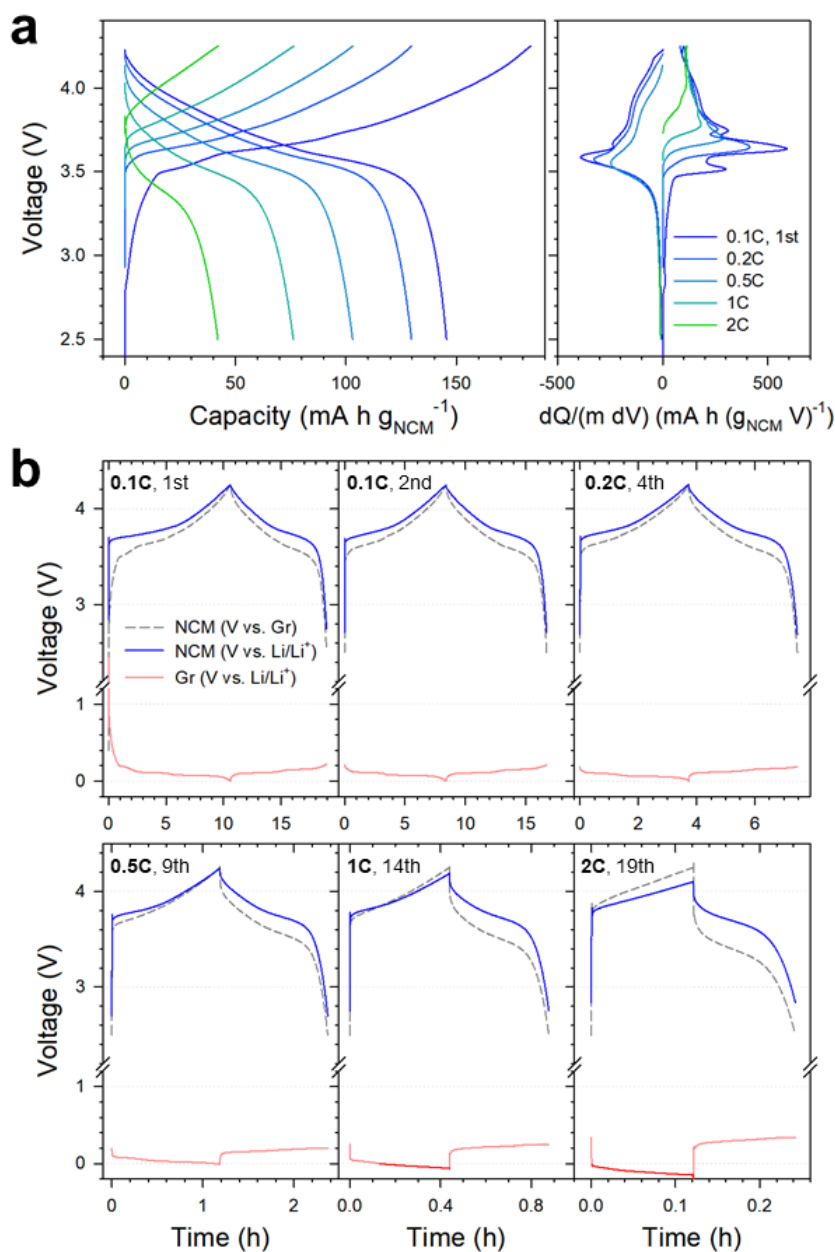 a
Voltage (V)
4.0
3.5
3.0
2.5
0
50
100
150
Capacity (mA h g_NCM⁻¹)
0.1C, 1st
0.2C
0.5C
1C
2C
-500
0
500
dQ/(m dV) (mA h (g_NCM V)⁻¹)
b
Voltage (V)
4
3
1
0
0.1C, 1st
NCM (V vs. Gr)
NCM (V vs. Li/Li⁺)
Gr (V vs. Li/Li⁺)
0 5 10 15
0.1C, 2nd
0 5 10 15
0.2C, 4th
0 2 4 6
Voltage (V)
4
3
1
0
0.5C, 9th
0 1 2
Time (h)
1C, 14th
0.0 0.4 0.8
Time (h)
2C, 19th
0.0 0.1 0.2
Time (h)